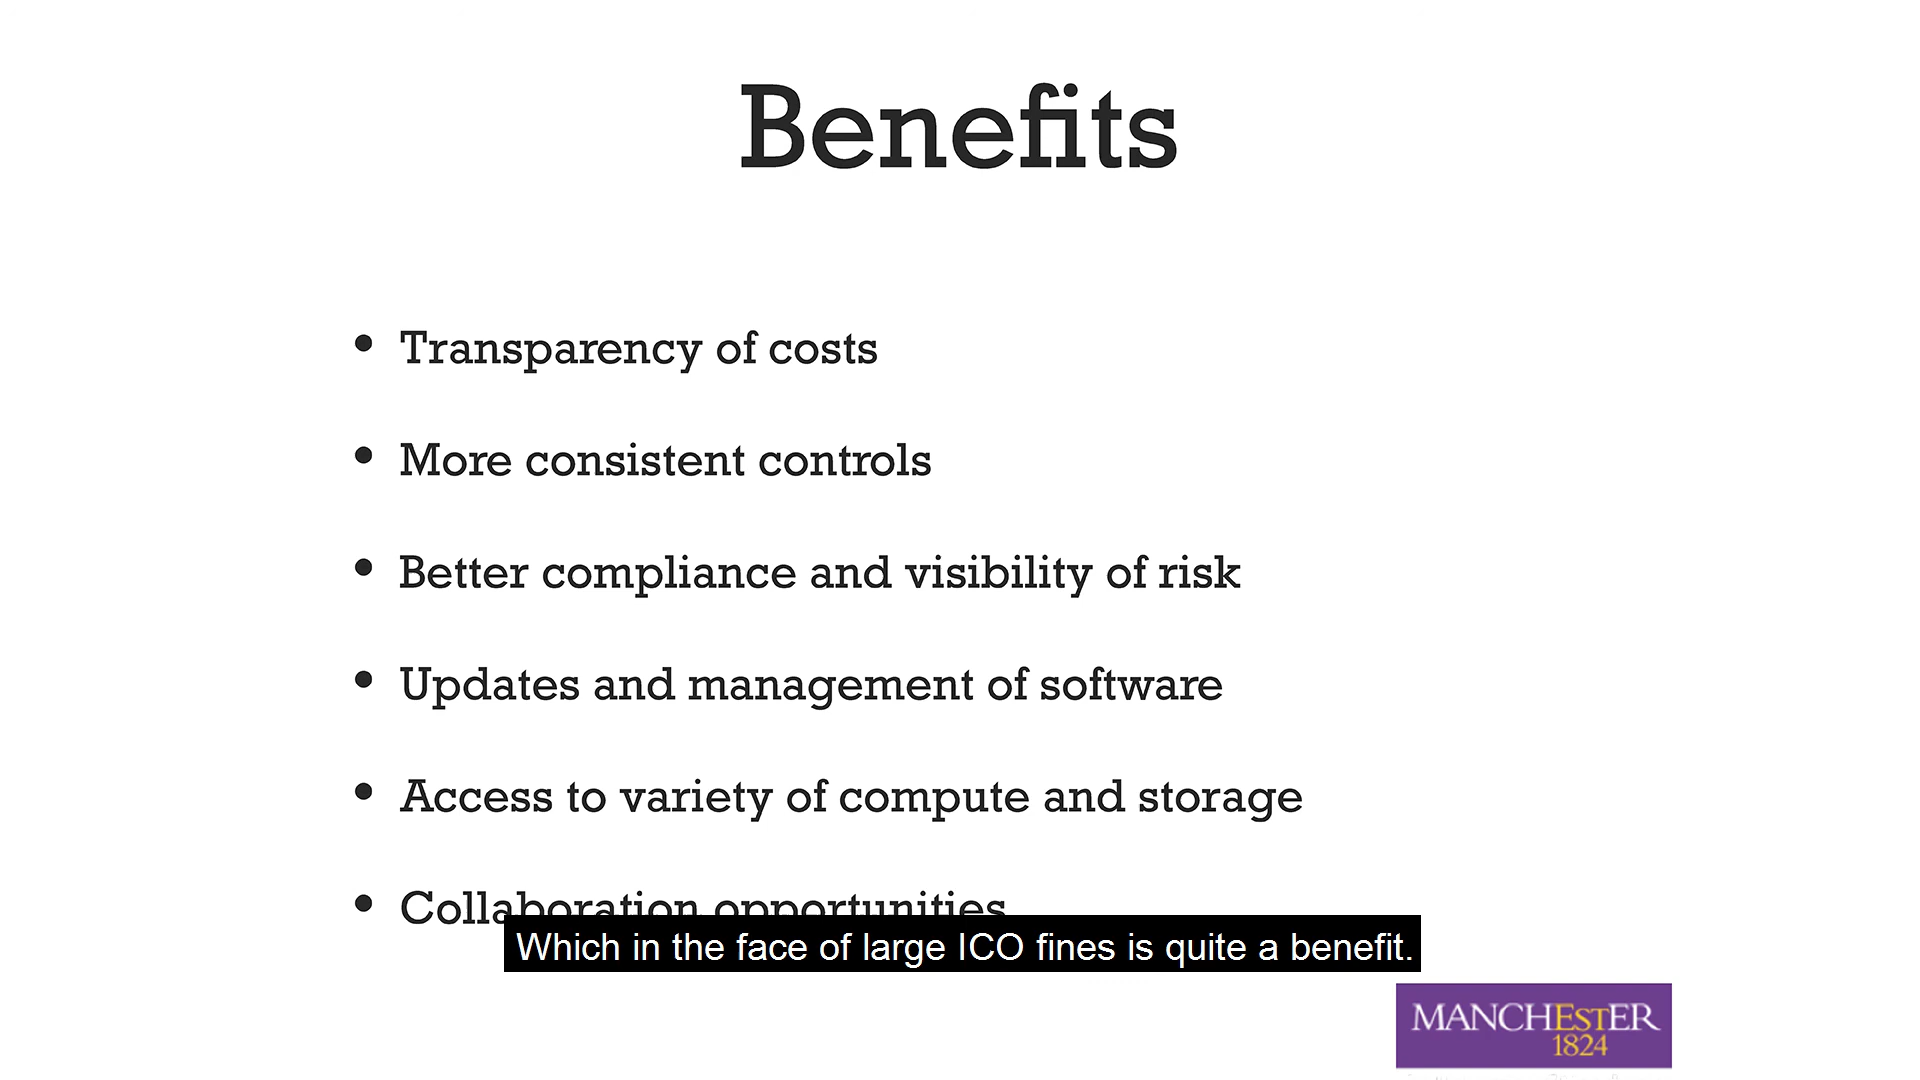 Benefits
• Transparency of costs
• More consistent controls
• Better compliance and visibility of risk
• Updates and management of software
• Access to variety of compute and storage
• Collaboration opportunities
Which in the face of large ICO fines is quite a benefit.
MANCHESTER
1824